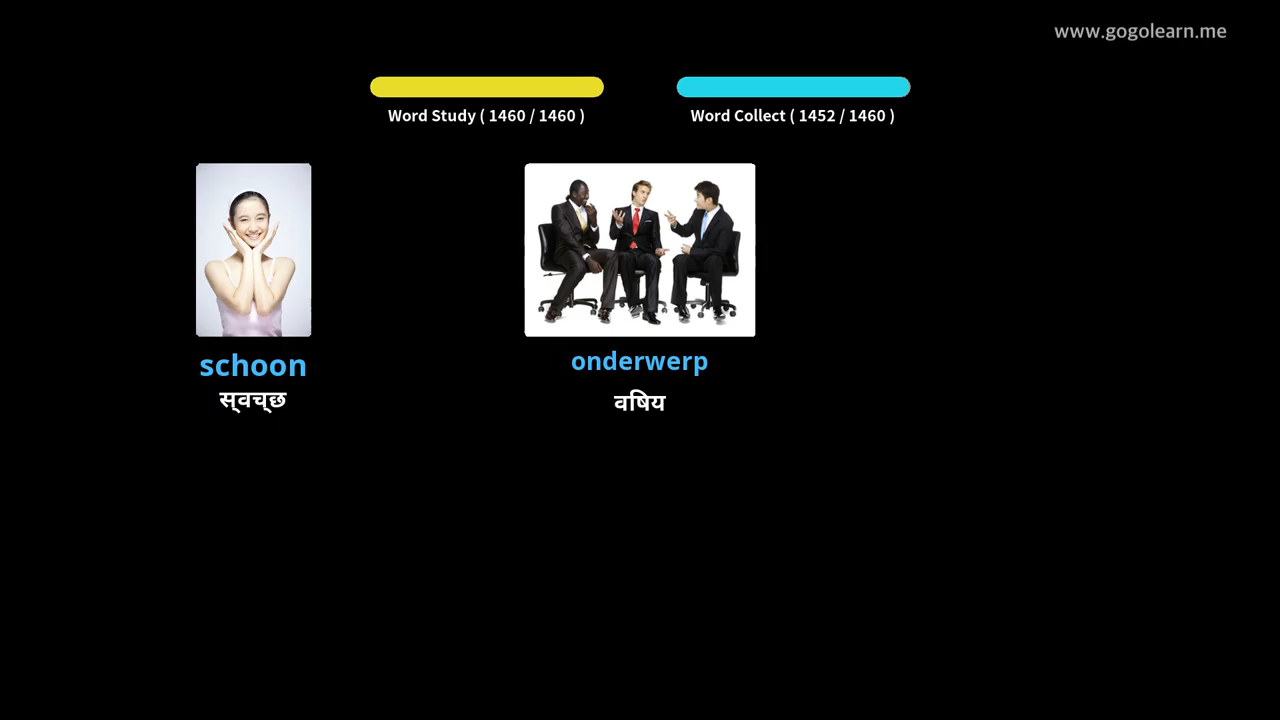 www.gogolearn.me
Word Study ( 1460 / 1460 )
Word Collect ( 1452 / 1460 )
schoon
स्वच्छ
onderwerp
विषय